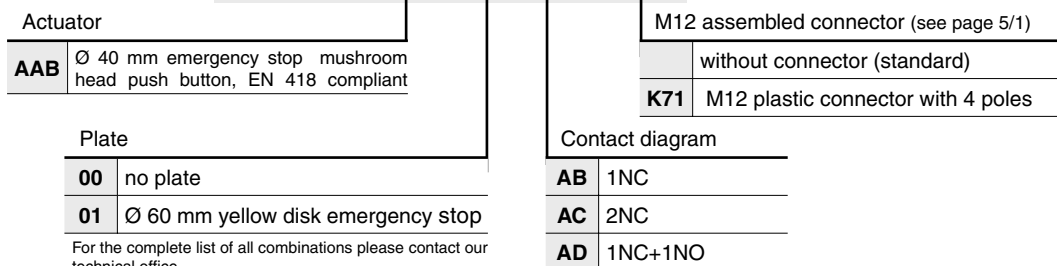 Actuator
AAB Ø 40 mm emergency stop mushroom
head push button, EN 418 compliant
Plate
00 no plate
01 Ø 60 mm yellow disk emergency stop
For the complete list of all combinations please contact our
technical office
M12 assembled connector (see page 5/1)
without connector (standard)
K71 M12 plastic connector with 4 poles
Contact diagram
AB 1NC
AC 2NC
AD 1NC+1NO